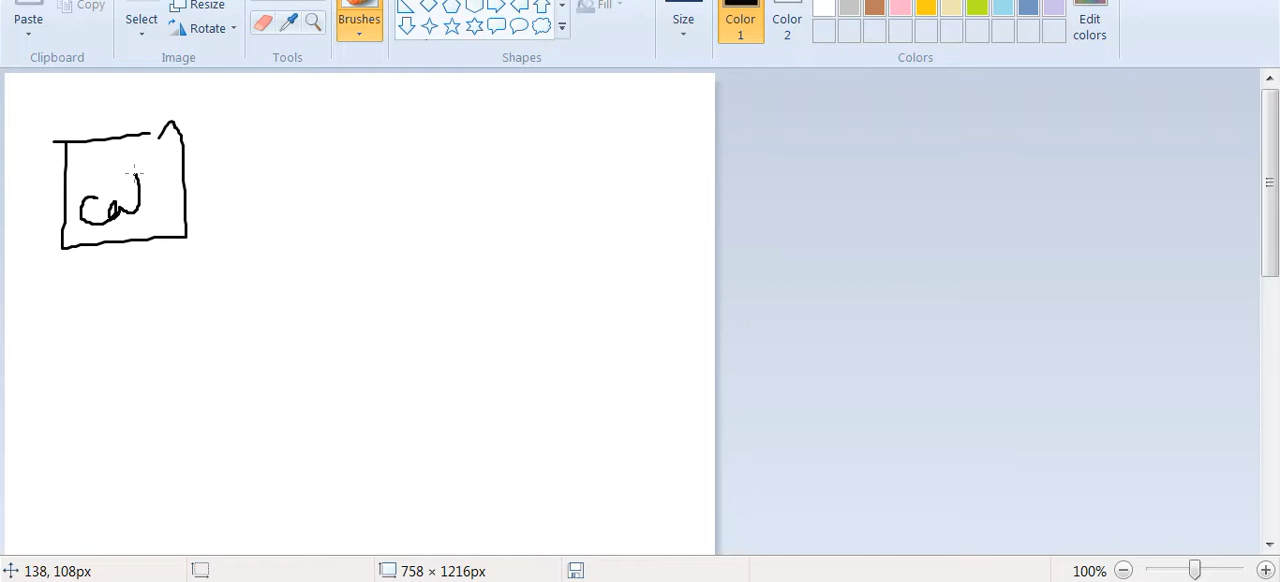 Paste
Copy
Select
Resize
Rotate
Brushes
Size
Fill
Color
1
Color
2
Edit
colors
Clipboard
Image
Tools
Shapes
Colors
138, 108px
758 × 1216px
100%